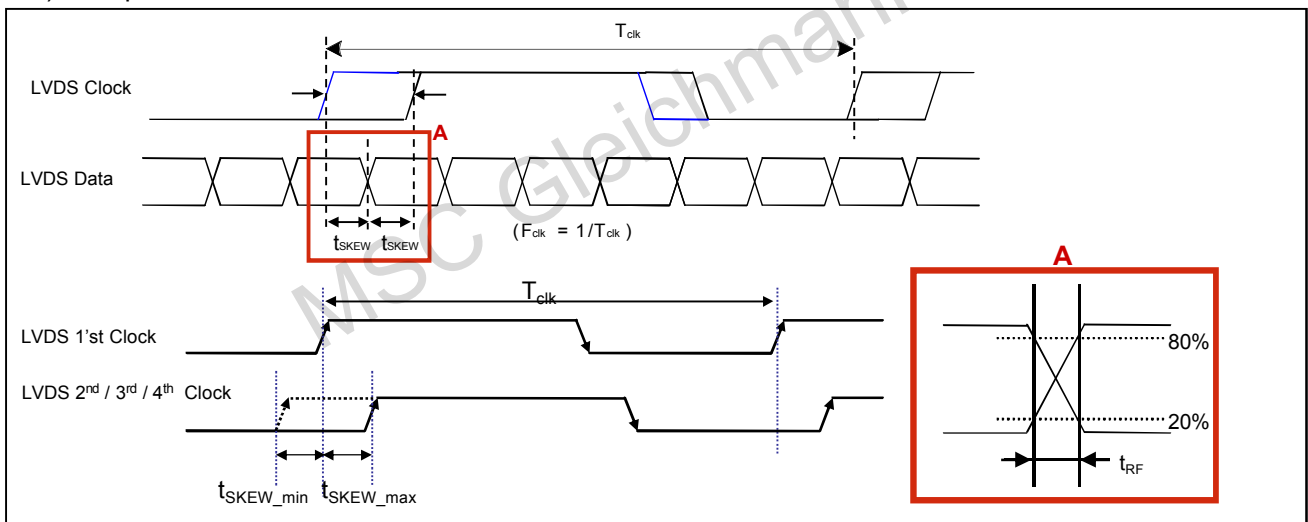 T clk
LVDS Clock
A
LVDS Data
tSKEW tSKEW
(Fclk = 1/Tclk )
MSC Gleichmann
A
Tclk
LVDS 1'st Clock
80%
LVDS 2nd / 3rd / 4th Clock
20%
tRF
tSKEW_min tSKEW_max